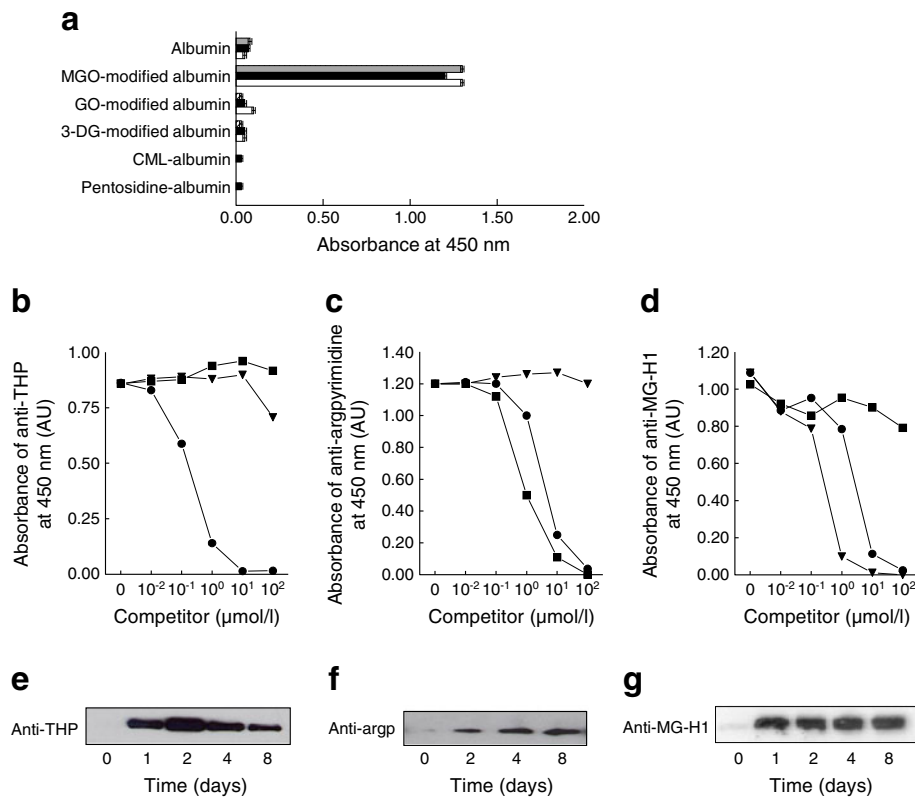 a
Albumin
MGO-modified albumin
GO-modified albumin
3-DG-modified albumin
CML-albumin
Pentosidine-albumin
0.00 0.50 1.00 1.50 2.00
Absorbance at 450 nm
b
Absorbance of anti-THP
at 450 nm (AU)
1.00
0.75
0.50
0.25
0.00
0 10⁻² 10⁻¹ 10⁰ 10¹ 10²
Competitor (µmol/l)
c
Absorbance of anti-argpyrimidine
at 450 nm (AU)
1.40
1.20
1.00
0.80
0.60
0.40
0.20
0.00
0 10⁻² 10⁻¹ 10⁰ 10¹ 10²
Competitor (µmol/l)
d
Absorbance of anti-MG-H1
at 450 nm (AU)
1.20
1.00
0.80
0.60
0.40
0.20
0.00
0 10⁻² 10⁻¹ 10⁰ 10¹ 10²
Competitor (µmol/l)
e
Anti-THP
0 1 2 4 8
Time (days)
f
Anti-argp
0 2 4 8
Time (days)
g
Anti-MG-H1
0 1 2 4 8
Time (days)